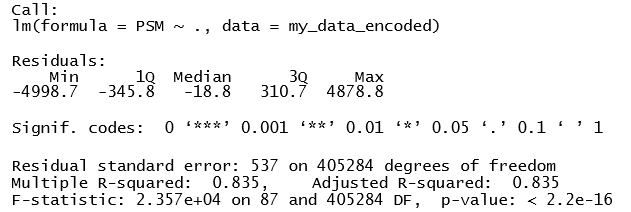 Call:
lm(formula = PSM ~ ., data = my_data_encoded)
Residuals:
    Min      1Q  Median      3Q     Max
-4998.7  -345.8   -18.8   310.7  4878.8
Signif. codes:  0 ‘***’ 0.001 ‘**’ 0.01 ‘*’ 0.05 ‘.’ 0.1 ‘ ’ 1
Residual standard error: 537 on 405284 degrees of freedom
Multiple R-squared:  0.835,    Adjusted R-squared:  0.835
F-statistic: 2.357e+04 on 87 and 405284 DF,  p-value: < 2.2e-16